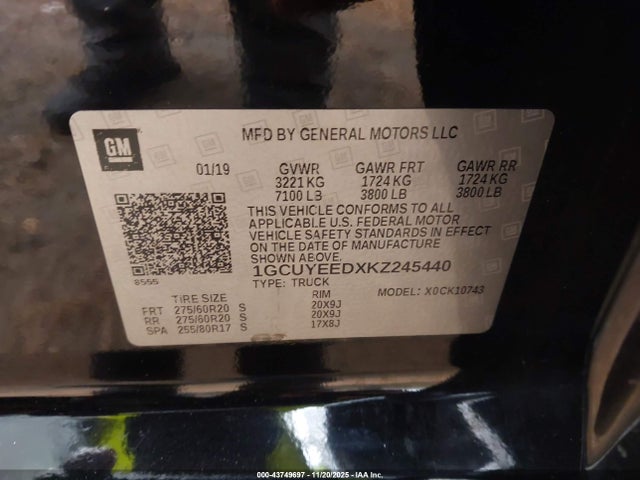 GM
MFD BY GENERAL MOTORS LLC
01/19 GVWR GAWR FRT GAWR RR
3221 KG 1724 KG 1724 KG
7100 LB 3800 LB 3800 LB
THIS VEHICLE CONFORMS TO ALL
APPLICABLE U.S. FEDERAL MOTOR
VEHICLE SAFETY STANDARDS IN EFFECT
ON THE DATE OF MANUFACTURE
SHOWN ABOVE.
1GCUYEEDXKZ245440
8555
TYPE: TRUCK MODEL: X0CK10743
TIRE SIZE RIM
FRT 275/60R20 S 20X9J
RR 275/60R20 S 20X9J
SPA 255/80R17 S 17X8J
000-43749697 - 11/20/2025 - IAA Inc.